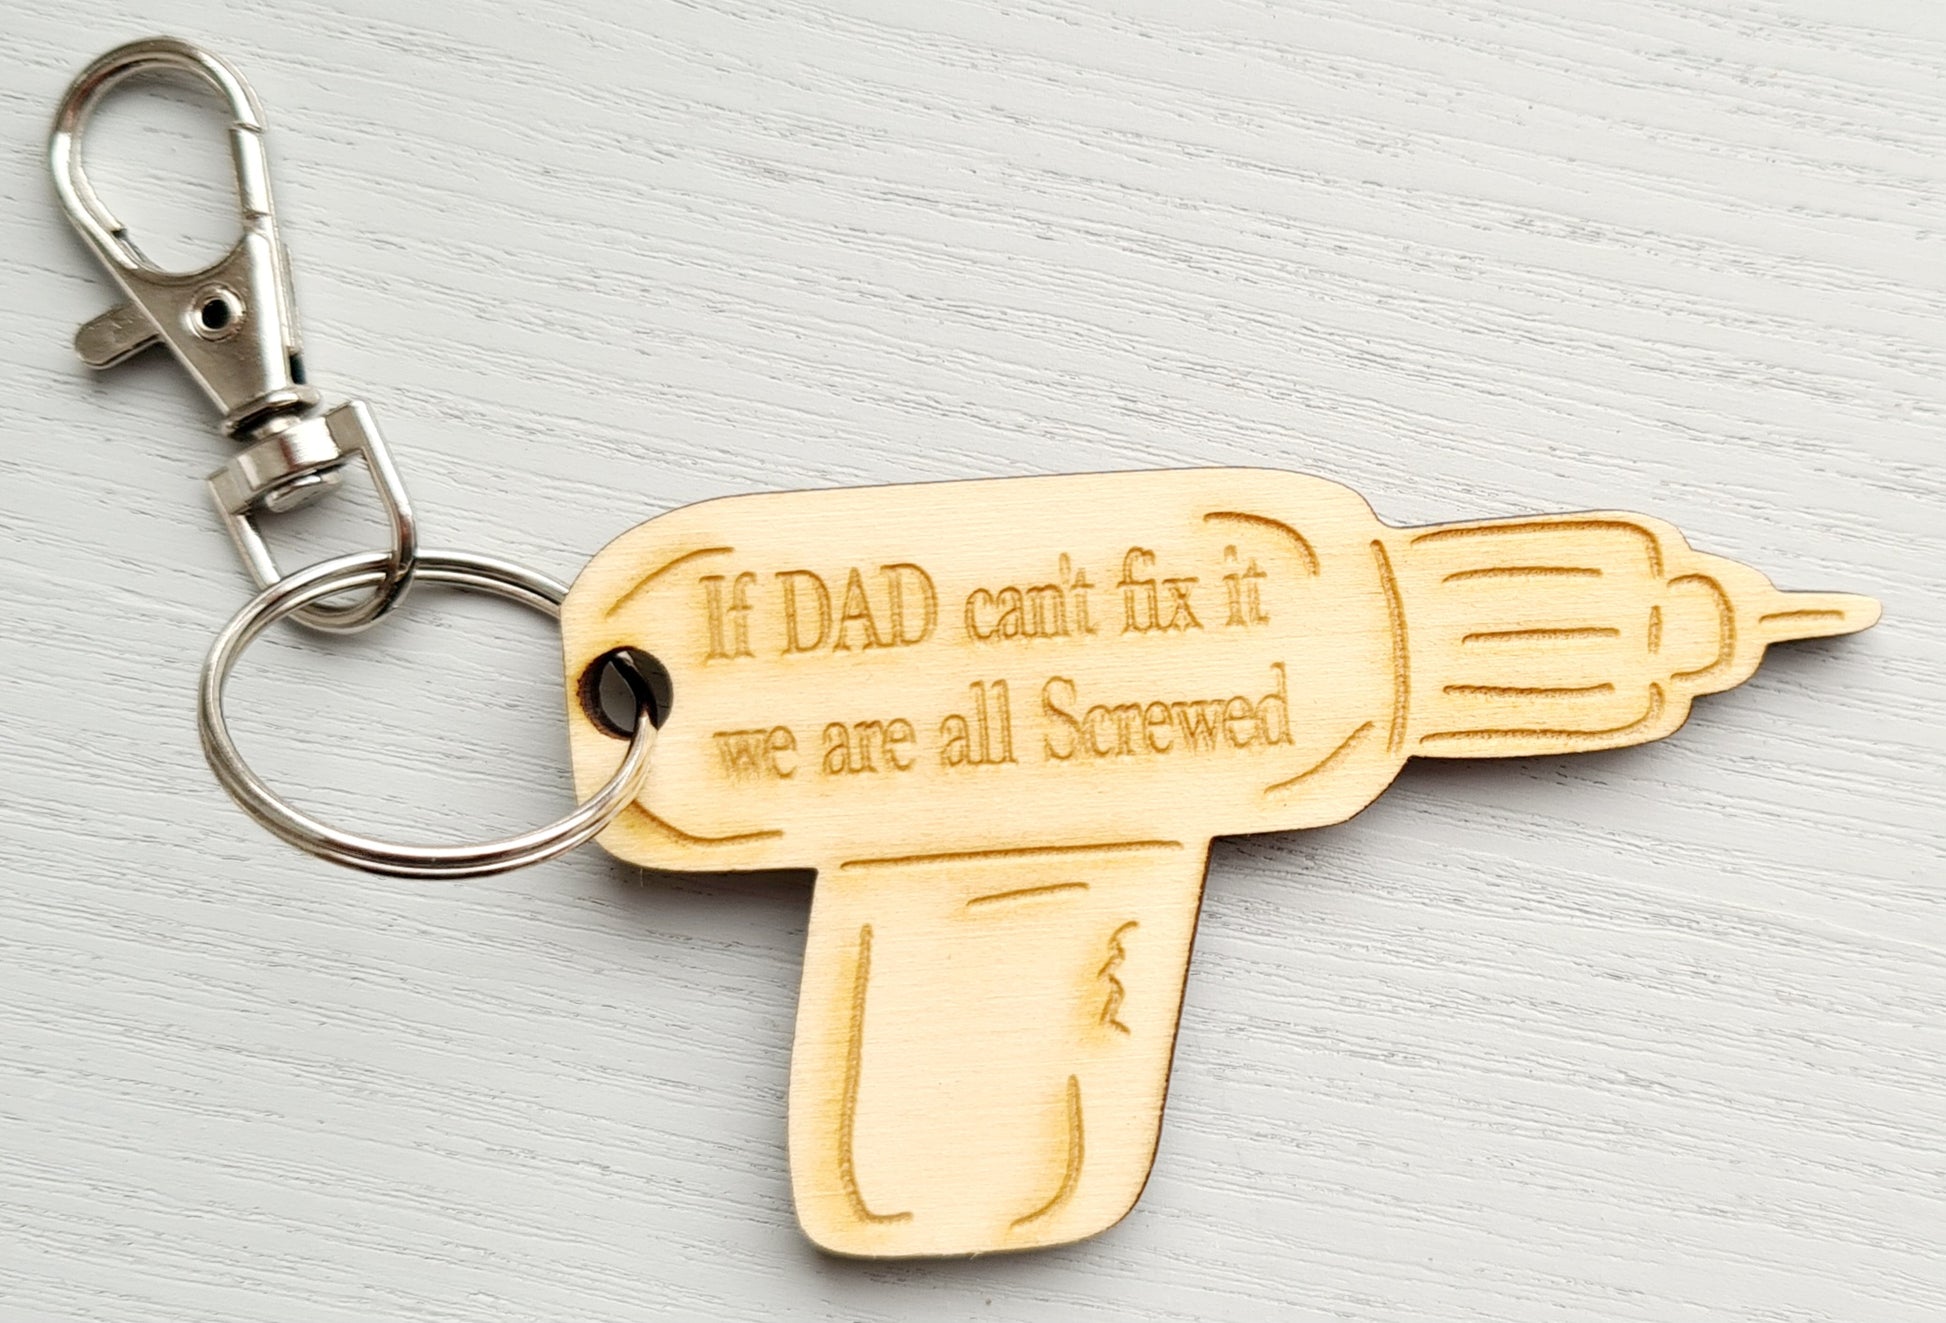 If DAD can't fix it
we are all Screwed